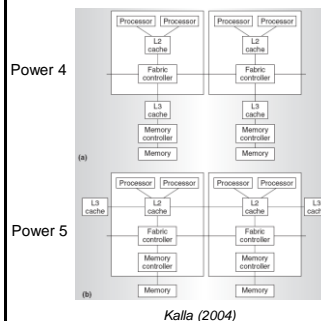 Power 4
Processor Processor Processor Processor
L2 cache L2 cache
Fabric controller Fabric controller
L3 cache L3 cache
Memory controller Memory controller
Memory Memory
(a)
Power 5
Processor Processor Processor Processor
L3 cache L2 cache L2 cache L3 cache
Fabric controller Fabric controller
Memory controller Memory controller
Memory Memory
(b)
Kalla (2004)